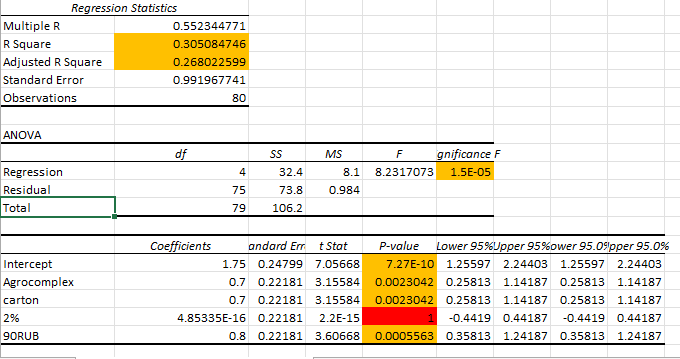 Regression Statistics
Multiple R 0.552344771
R Square 0.305084746
Adjusted R Square 0.268022599
Standard Error 0.991967741
Observations 80
ANOVA
df SS MS F gnificance F
Regression 4 32.4 8.1 8.2317073 1.5E-05
Residual 75 73.8 0.984
Total 79 106.2
Coefficients andard Err t Stat P-value Lower 95% Upper 95% ower 95.0% pper 95.0%
Intercept 1.75 0.24799 7.05668 7.27E-10 1.25597 2.24403 1.25597 2.24403
Agrocomplex 0.7 0.22181 3.15584 0.0023042 0.25813 1.14187 0.25813 1.14187
carton 0.7 0.22181 3.15584 0.0023042 0.25813 1.14187 0.25813 1.14187
2% 4.85335E-16 0.22181 2.2E-15 1 -0.4419 0.44187 -0.4419 0.44187
90RUB 0.8 0.22181 3.60668 0.0005563 0.35813 1.24187 0.35813 1.24187